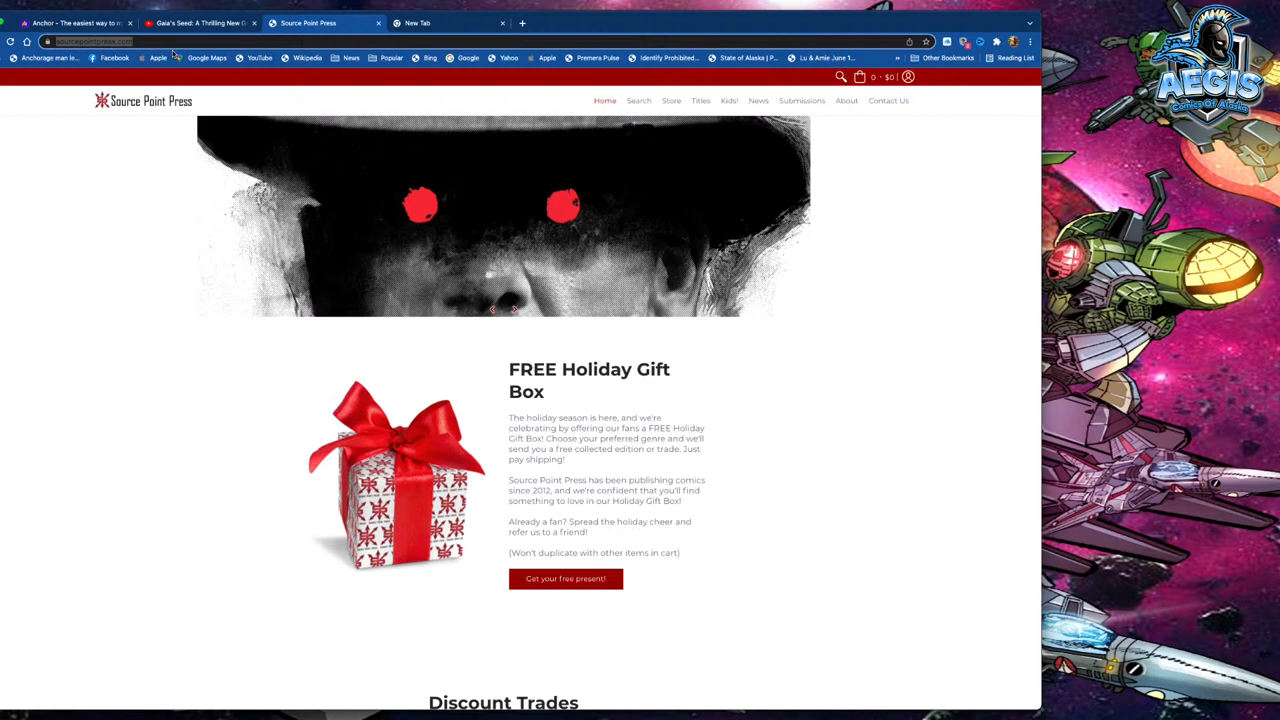 Anchor - The easiest way to m
Gaia's Seed: A Thrilling New G
Source Point Press
New Tab
sourcepointpress.com
Anchorage man le...
Facebook
Apple
Google Maps
YouTube
Wikipedia
News
Popular
Bing
Google
Yahoo
Apple
Premera Pulse
Identify Prohibited...
State of Alaska | P...
Lu & Amie June 1...
Other Bookmarks
Reading List
0 · $0
Source Point Press
Home
Search
Store
Titles
Kids!
News
Submissions
About
Contact Us
FREE Holiday Gift
Box
The holiday season is here, and we're
celebrating by offering our fans a FREE Holiday
Gift Box! Choose your preferred genre and we'll
send you a free collected edition or trade. Just
pay shipping!
Source Point Press has been publishing comics
since 2012, and we're confident that you'll find
something to love in our Holiday Gift Box!
Already a fan? Spread the holiday cheer and
refer us to a friend!
(Won't duplicate with other items in cart)
Get your free present!
Discount Trades
AEGIS
Comics Of Alaska